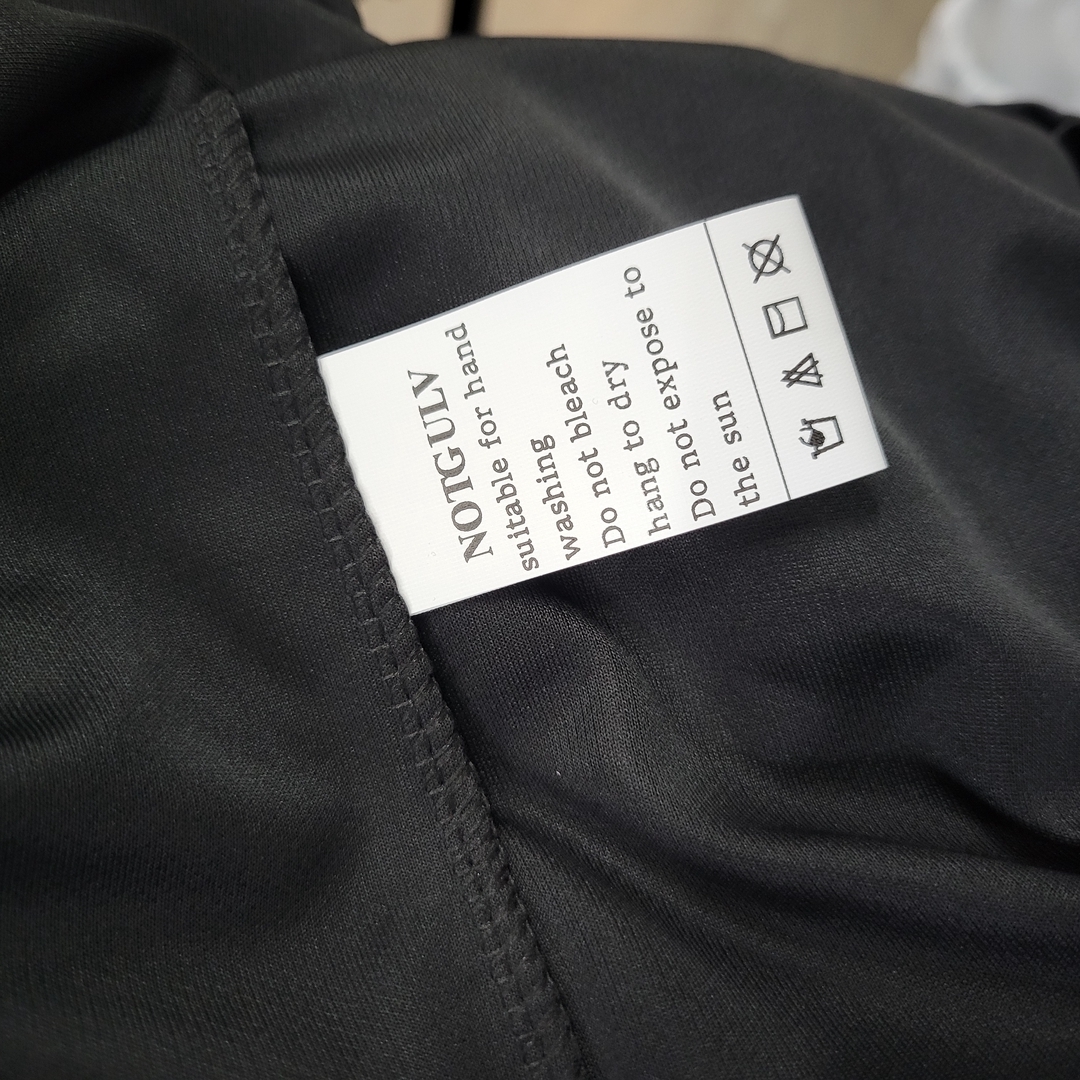 NOTGULV
suitable for hand
washing
Do not bleach
hang to dry
Do not expose to
the sun